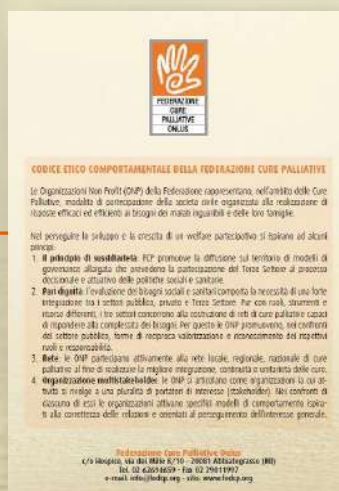 FEDERAZIONE
CURE
PALLIATIVE
ONLUS
CODICE ETICO COMPORTAMENTALE DELLA FEDERAZIONE CURE PALLIATIVE
Le Organizzazioni Non Profit (ONP) della Federazione rappresentano, nell'ambito delle Cure
Palliative, modalità di partecipazione della società civile organizzata alla realizzazione di
risposte efficaci ed efficienti ai bisogni dei malati inguaribili e delle loro famiglie.
Nel perseguire lo sviluppo e la crescita di un welfare partecipativo si ispirano ad alcuni
principi:
1. Il principio di sussidiarietà: FCP promuove la diffusione sul territorio di modelli di
governance allargata che prevedono la partecipazione del Terzo Settore al processo
decisionale e attuativo delle politiche sociali e sanitarie.
2. Pari dignità: l'evoluzione dei bisogni sociali e sanitari comporta la necessità di una forte
integrazione tra i settori pubblico, privato e Terzo Settore. Pur con ruoli, strumenti e
risorse differenti, i tre settori concorrono alla costruzione di reti di cure palliative capaci
di rispondere alla complessità dei bisogni. Per questo le ONP promuovono, nei confronti
del settore pubblico, forme di reciproca valorizzazione e riconoscimento dei rispettivi
ruoli e responsabilità.
3. Rete: le ONP partecipano attivamente alla rete locale, regionale, nazionale di cure
palliative al fine di realizzare la migliore integrazione, continuità e unitarietà delle cure.
4. Organizzazione multistakeholder: le ONP si articolano come organizzazioni la cui at-
tività si rivolge a una pluralità di portatori di interesse (stakeholder). Nei confronti di
ciascuno di essi le organizzazioni attivano specifici modelli di comportamento ispira-
ti alla correttezza delle relazioni e orientati al perseguimento dell'interesse generale.
Federazione Cure Palliative Onlus
c/o Hospice, via dei Mille 8/10 - 20081 Abbiategrasso (MI)
Tel. 02 62694659 - Fax 02 29011997
e-mail: info@fedcp.org - sito: www.fedcp.org